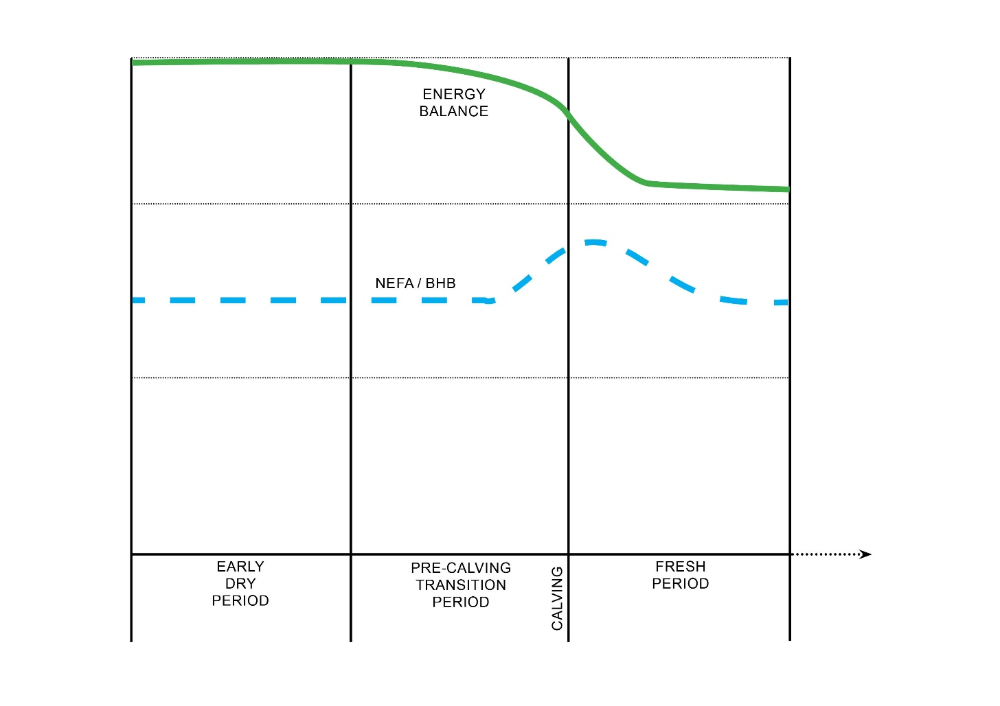 ENERGY
BALANCE
NEFA / BHB
EARLY
DRY
PERIOD
PRE-CALVING
TRANSITION
PERIOD
CALVING
FRESH
PERIOD